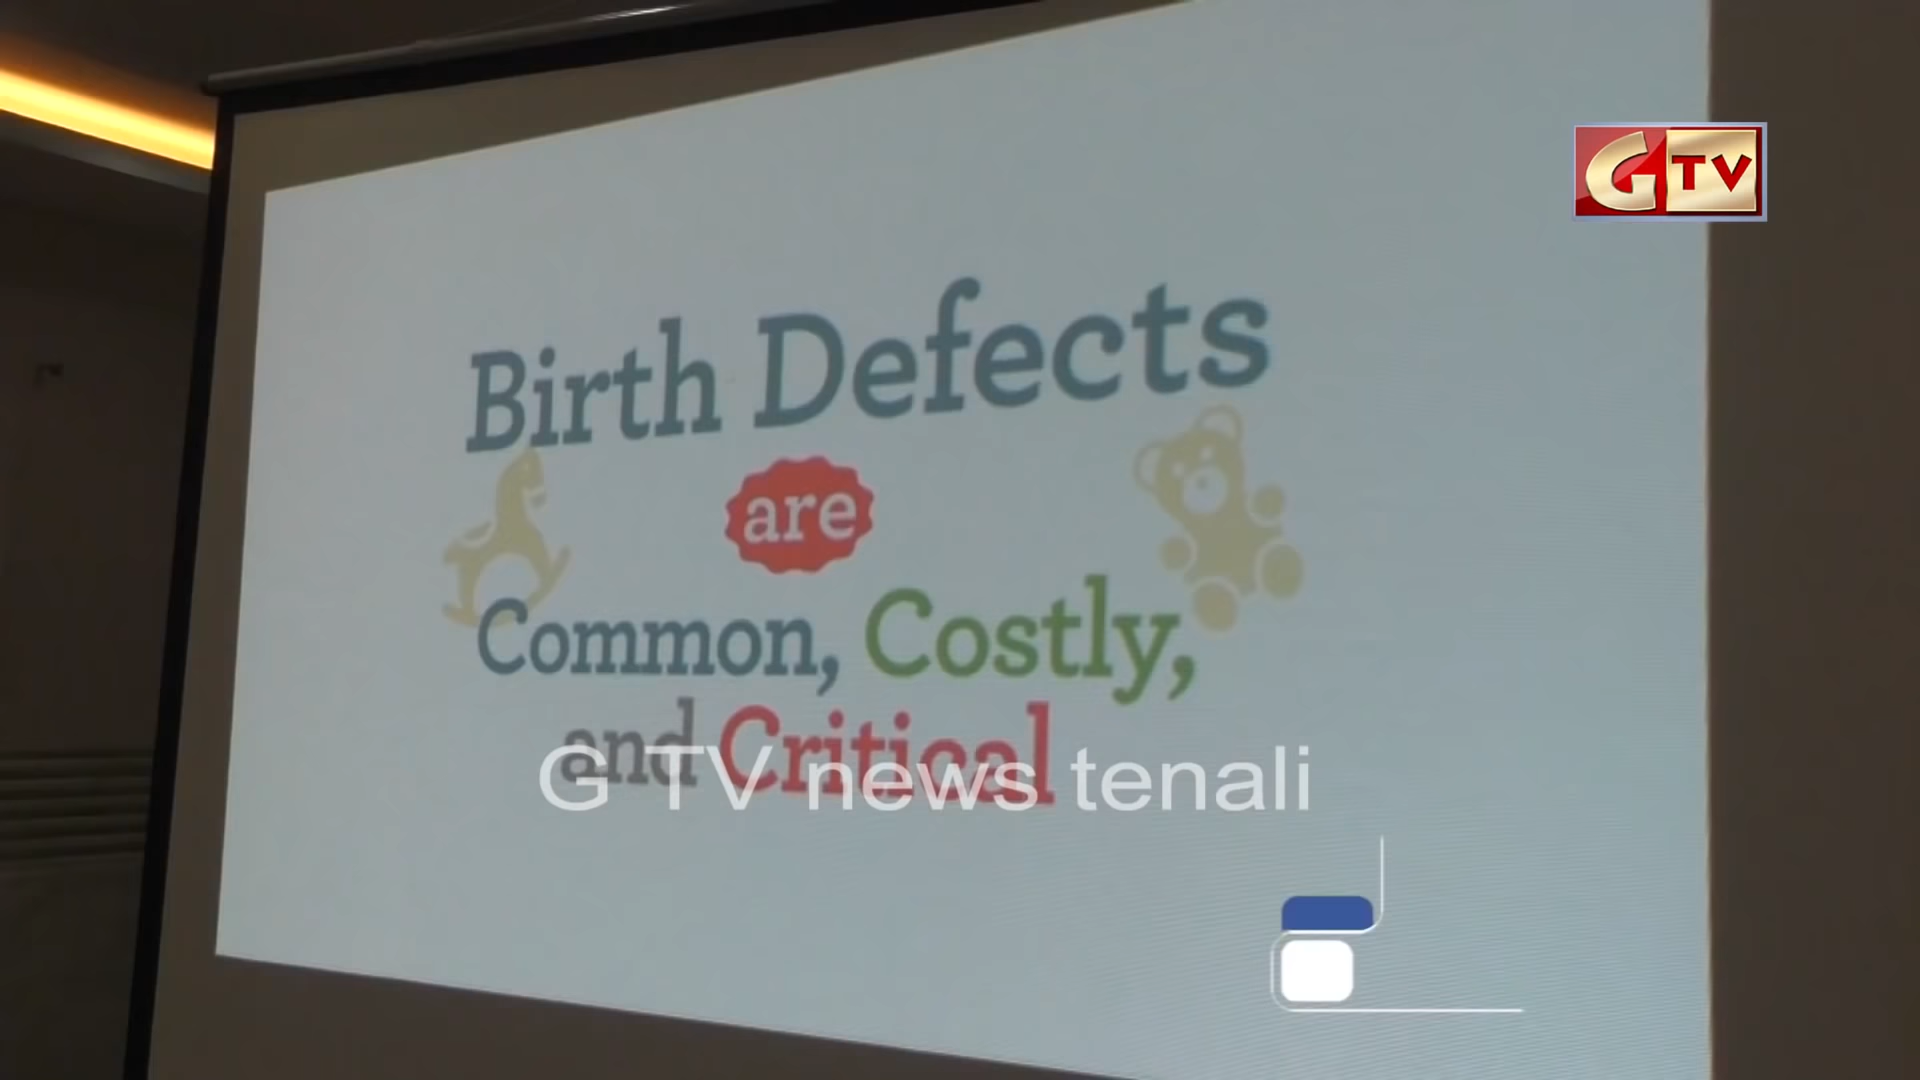 GTV
Birth Defects
are
Common, Costly,
and Critical
G TV news tenali